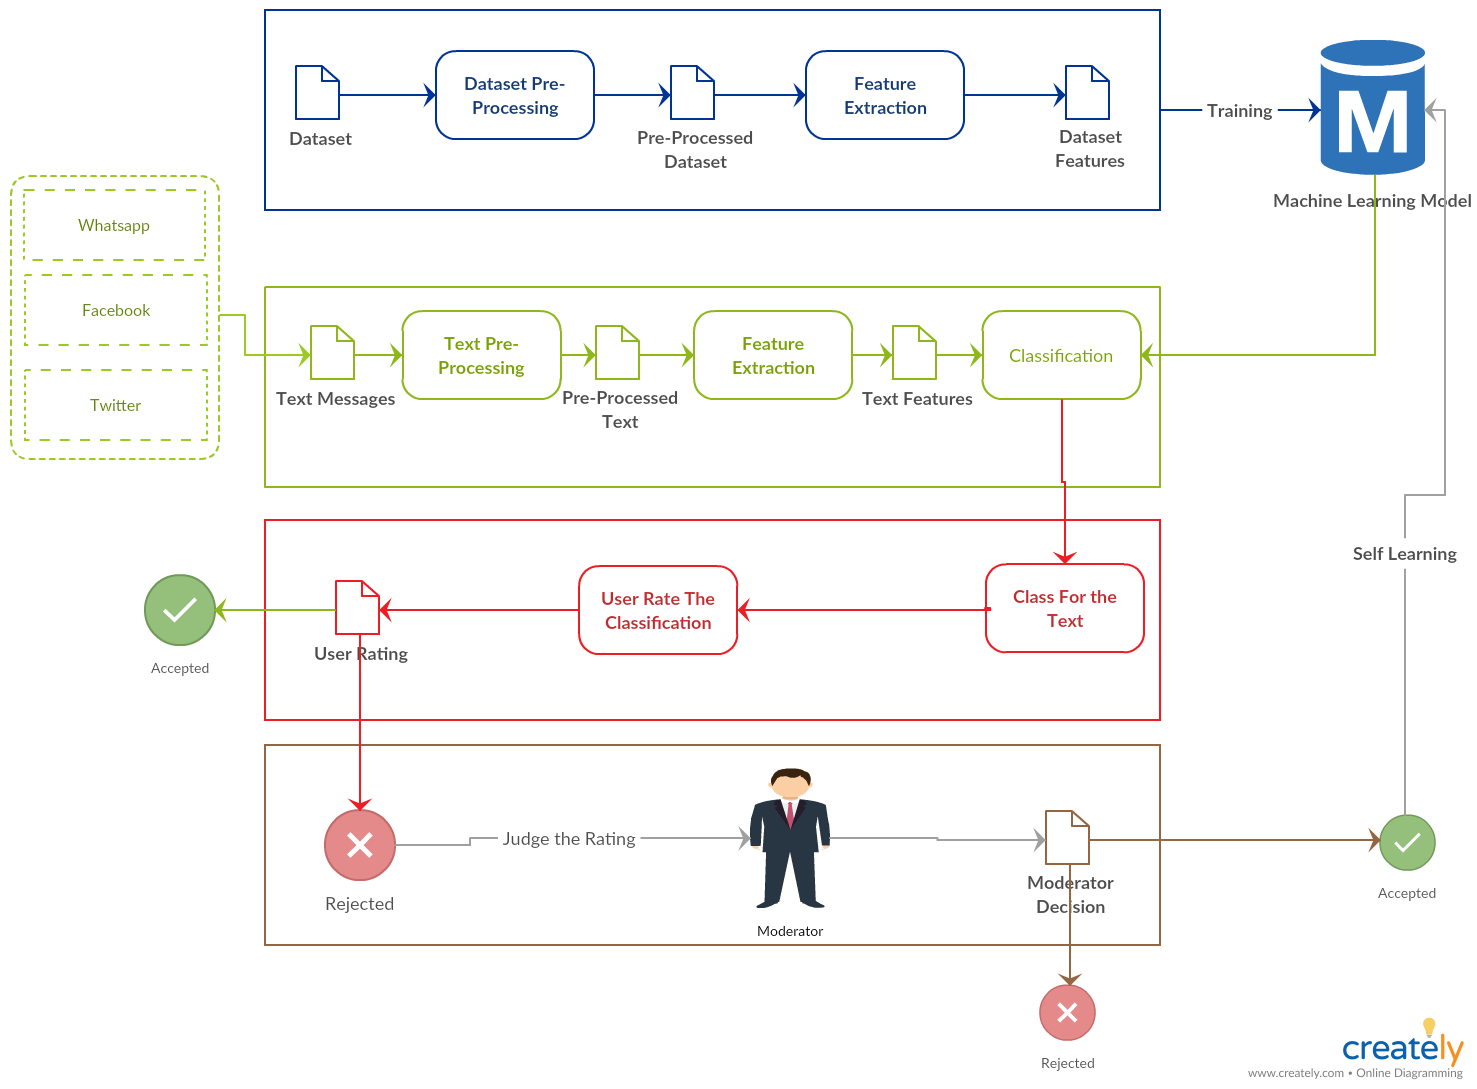 Dataset
Dataset Pre-
Processing
Pre-Processed
Dataset
Feature
Extraction
Dataset
Features
Training
M
Machine Learning Model
Whatsapp
Facebook
Twitter
Text Messages
Text Pre-
Processing
Pre-Processed
Text
Feature
Extraction
Text Features
Classification
Accepted
User Rating
User Rate The
Classification
Class For the
Text
Self Learning
Rejected
Judge the Rating
Moderator
Moderator
Decision
Accepted
Rejected
creately
www.creately.com • Online Diagramming